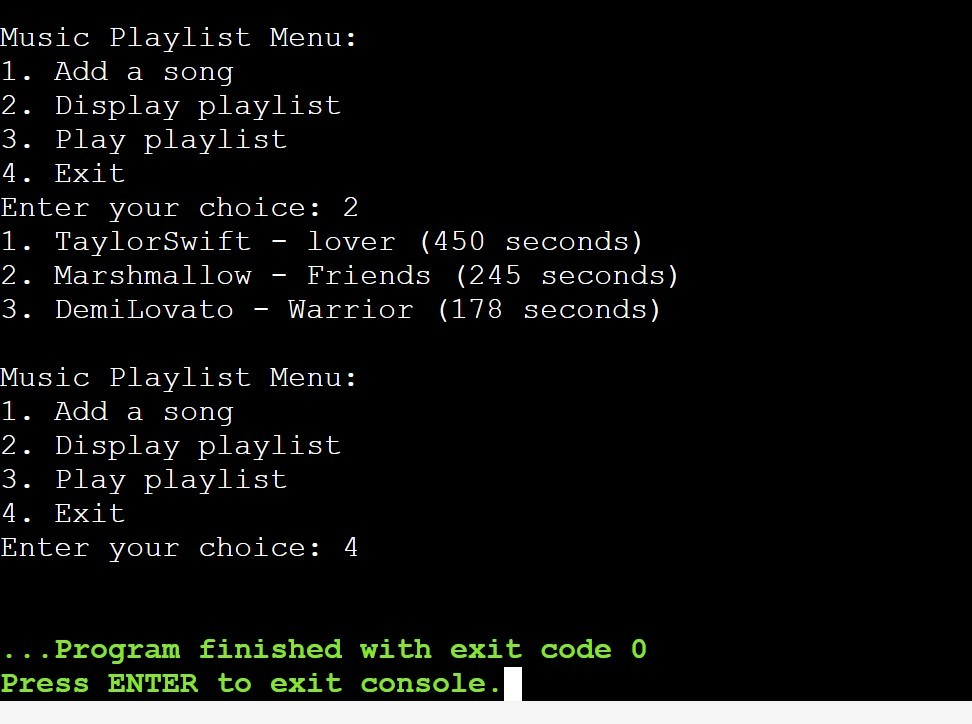 Music Playlist Menu:
1. Add a song
2. Display playlist
3. Play playlist
4. Exit
Enter your choice: 2
1. TaylorSwift - lover (450 seconds)
2. Marshmallow - Friends (245 seconds)
3. DemiLovato - Warrior (178 seconds)
Music Playlist Menu:
1. Add a song
2. Display playlist
3. Play playlist
4. Exit
Enter your choice: 4
...Program finished with exit code 0
Press ENTER to exit console.